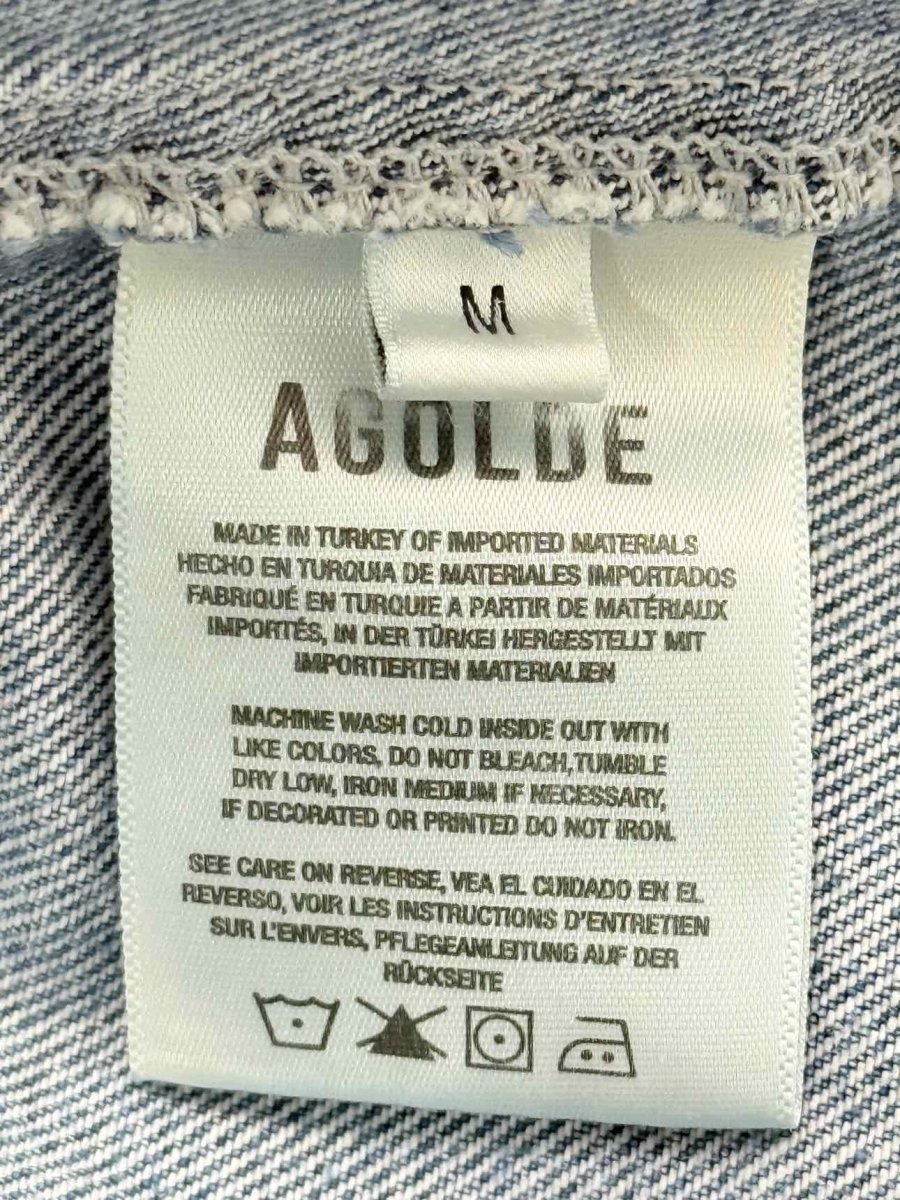 M
AGOLDE
MADE IN TURKEY OF IMPORTED MATERIALS
HECHO EN TURQUIA DE MATERIALES IMPORTADOS
FABRIQUÉ EN TURQUIE A PARTIR DE MATÉRIAUX
IMPORTÉS, IN DER TÜRKEI HERGESTELLT MIT
IMPORTIERTEN MATERIALIEN
MACHINE WASH COLD INSIDE OUT WITH
LIKE COLORS, DO NOT BLEACH, TUMBLE
DRY LOW, IRON MEDIUM IF NECESSARY,
IF DECORATED OR PRINTED DO NOT IRON.
SEE CARE ON REVERSE, VEA EL CUIDADO EN EL
REVERSO, VOIR LES INSTRUCTIONS D'ENTRETIEN
SUR L'ENVERS, PFLEGEANLEITUNG AUF DER
RÜCKSEITE